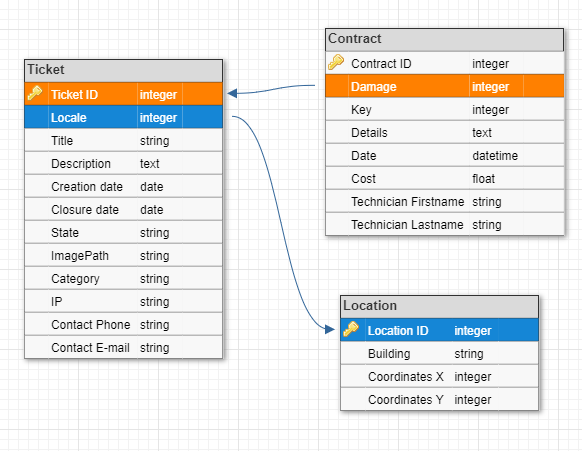 Ticket
Ticket ID integer
Locale integer
Title string
Description text
Creation date date
Closure date date
State string
ImagePath string
Category string
IP string
Contact Phone string
Contact E-mail string
Contract
Contract ID integer
Damage integer
Key integer
Details text
Date datetime
Cost float
Technician Firstname string
Technician Lastname string
Location
Location ID integer
Building string
Coordinates X integer
Coordinates Y integer